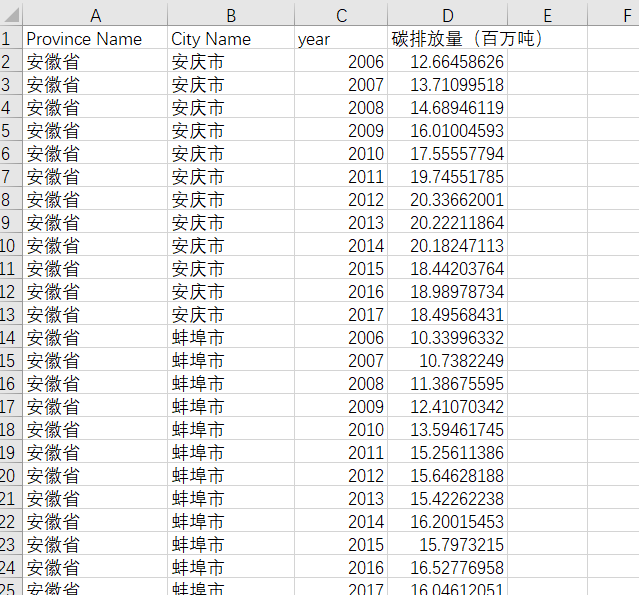 A B C D E F
1 Province Name City Name year 碳排放量（百万吨）
2 安徽省 安庆市 2006 12.66458626
3 安徽省 安庆市 2007 13.71099518
4 安徽省 安庆市 2008 14.68946119
5 安徽省 安庆市 2009 16.01004593
6 安徽省 安庆市 2010 17.55557794
7 安徽省 安庆市 2011 19.74551785
8 安徽省 安庆市 2012 20.33662001
9 安徽省 安庆市 2013 20.22211864
10 安徽省 安庆市 2014 20.18247113
11 安徽省 安庆市 2015 18.44203764
12 安徽省 安庆市 2016 18.98978734
13 安徽省 安庆市 2017 18.49568431
14 安徽省 蚌埠市 2006 10.33996332
15 安徽省 蚌埠市 2007 10.7382249
16 安徽省 蚌埠市 2008 11.38675595
17 安徽省 蚌埠市 2009 12.41070342
18 安徽省 蚌埠市 2010 13.59461745
19 安徽省 蚌埠市 2011 15.25611386
20 安徽省 蚌埠市 2012 15.64628188
21 安徽省 蚌埠市 2013 15.42262238
22 安徽省 蚌埠市 2014 16.20015453
23 安徽省 蚌埠市 2015 15.7973215
24 安徽省 蚌埠市 2016 16.52776958
25 安徽省 蚌埠市 2017 16.04612051